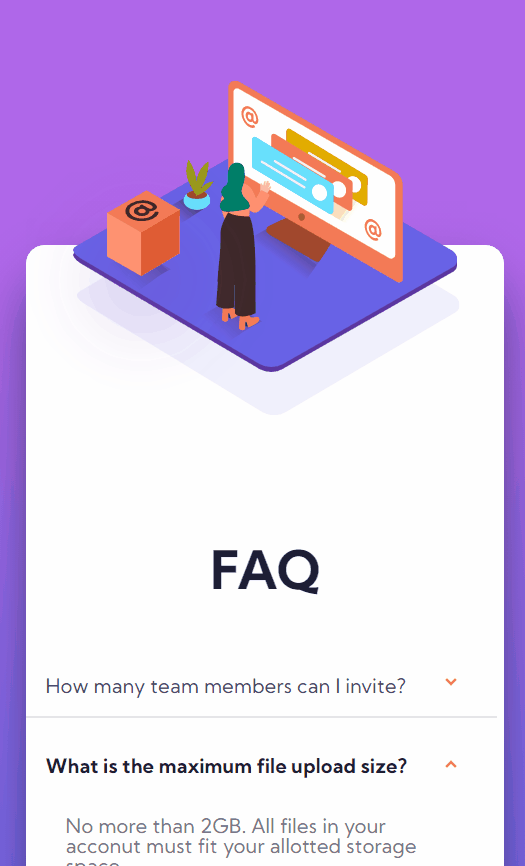 @
@
@
FAQ
How many team members can I invite?
What is the maximum file upload size?
No more than 2GB. All files in your
acconut must fit your allotted storage
space.